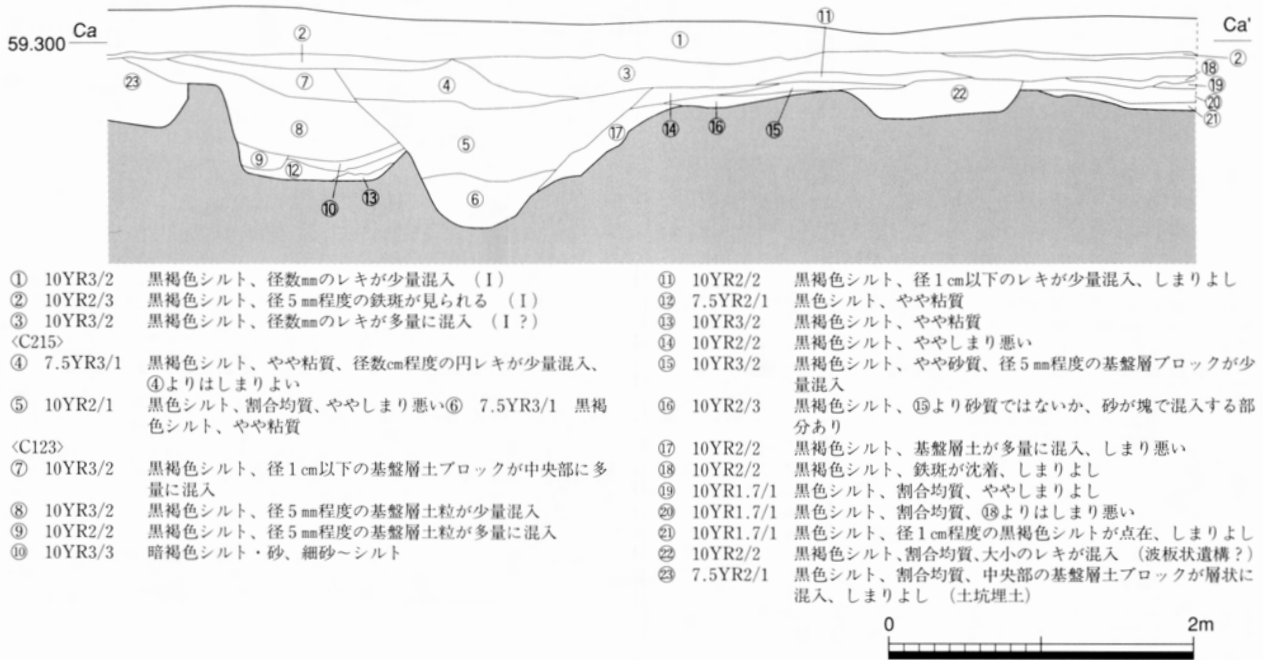 59.300 Ca
Ca'
② ⑪ ①
㉓ ⑦ ④ ③ ② ⑱ ⑲ ⑳ ㉑
⑧ ⑤ ⑰ ⑭ ⑯ ⑮ ㉒
⑨ ⑫ ⑩ ⑬ ⑥
① 10YR3/2 黒褐色シルト、径数㎜のレキが少量混入 (Ⅰ)
② 10YR2/3 黒褐色シルト、径5㎜程度の鉄斑が見られる (Ⅰ)
③ 10YR3/2 黒褐色シルト、径数㎜のレキが多量に混入 (Ⅰ?)
〈C215〉
④ 7.5YR3/1 黒褐色シルト、やや粘質、径数㎝程度の円レキが少量混入、
④よりはしまりよい
⑤ 10YR2/1 黒色シルト、割合均質、ややしまり悪い⑥ 7.5YR3/1 黒褐
色シルト、やや粘質
〈C123〉
⑦ 10YR3/2 黒褐色シルト、径1㎝以下の基盤層土ブロックが中央部に多
量に混入
⑧ 10YR3/2 黒褐色シルト、径5㎜程度の基盤層土粒が少量混入
⑨ 10YR2/2 黒褐色シルト、径5㎜程度の基盤層土粒が多量に混入
⑩ 10YR3/3 暗褐色シルト・砂、細砂～シルト
⑪ 10YR2/2 黒褐色シルト、径1㎝以下のレキが少量混入、しまりよし
⑫ 7.5YR2/1 黒色シルト、やや粘質
⑬ 10YR3/2 黒褐色シルト、やや粘質
⑭ 10YR2/2 黒褐色シルト、ややしまり悪い
⑮ 10YR3/2 黒褐色シルト、やや砂質、径5㎜程度の基盤層ブロックが少
量混入
⑯ 10YR2/3 黒褐色シルト、⑮より砂質ではないか、砂が塊で混入する部
分あり
⑰ 10YR2/2 黒褐色シルト、基盤層土が多量に混入、しまり悪い
⑱ 10YR2/2 黒褐色シルト、鉄斑が沈着、しまりよし
⑲ 10YR1.7/1 黒色シルト、割合均質、ややしまりよし
⑳ 10YR1.7/1 黒色シルト、割合均質、⑱よりはしまり悪い
㉑ 10YR1.7/1 黒色シルト、径1㎝程度の黒褐色シルトが点在、しまりよし
㉒ 10YR2/2 黒褐色シルト、割合均質、大小のレキが混入 (波板状遺構?)
㉓ 7.5YR2/1 黒色シルト、割合均質、中央部の基盤層土ブロックが層状に
混入、しまりよし (土坑埋土)
0 2m